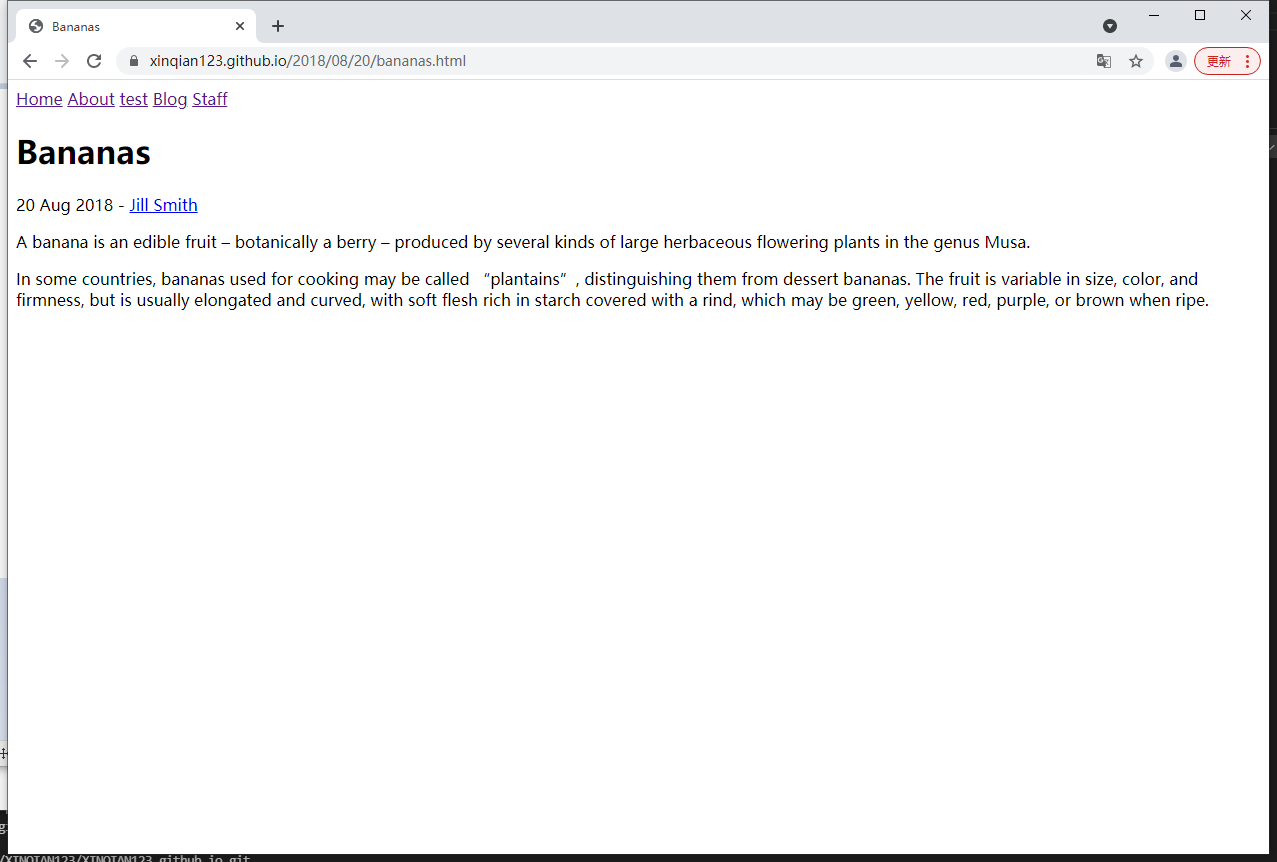 Bananas
xinqian123.github.io/2018/08/20/bananas.html
更新
Home About test Blog Staff
Bananas
20 Aug 2018 - Jill Smith
A banana is an edible fruit – botanically a berry – produced by several kinds of large herbaceous flowering plants in the genus Musa.
In some countries, bananas used for cooking may be called “plantains”, distinguishing them from dessert bananas. The fruit is variable in size, color, and
firmness, but is usually elongated and curved, with soft flesh rich in starch covered with a rind, which may be green, yellow, red, purple, or brown when ripe.
/XINQIAN123/XINQIAN123.github.io.git